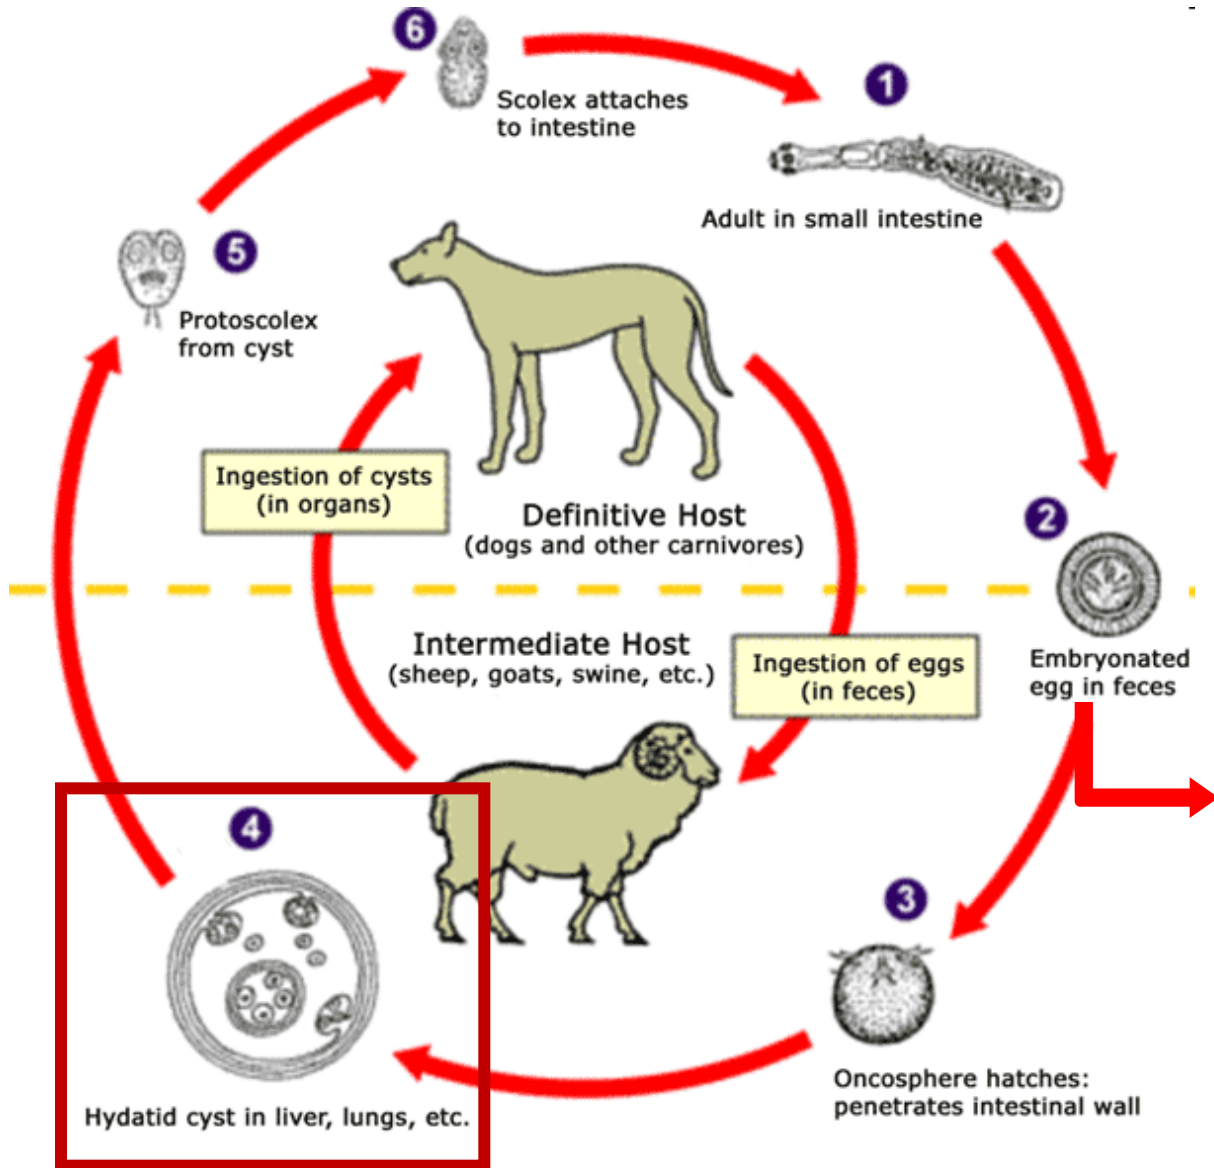 6
Scolex attaches
to intestine
1
Adult in small intestine
5
Protoscolex
from cyst
Ingestion of cysts
(in organs)
Definitive Host
(dogs and other carnivores)
2
Embryonated
egg in feces
Intermediate Host
(sheep, goats, swine, etc.)
Ingestion of eggs
(in feces)
4
Hydatid cyst in liver, lungs, etc.
3
Oncosphere hatches:
penetrates intestinal wall